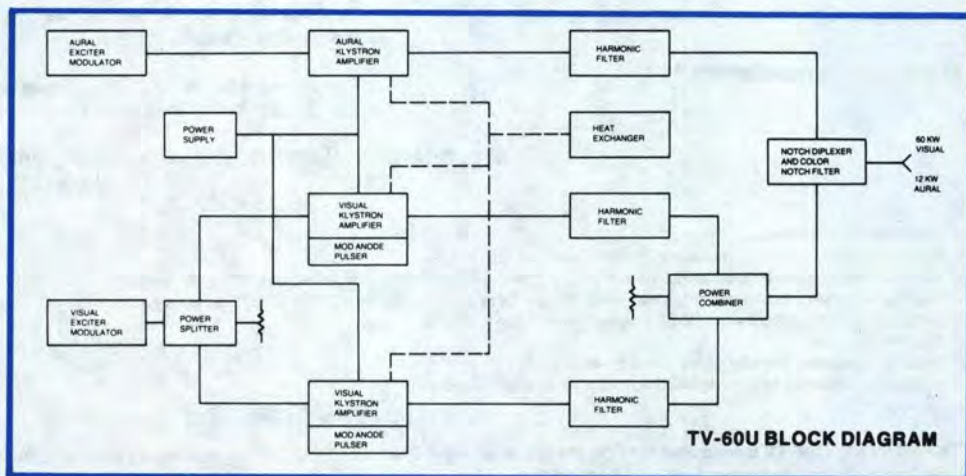 AURAL
EXCITER
MODULATOR
AURAL
KLYSTRON
AMPLIFIER
HARMONIC
FILTER
POWER
SUPPLY
HEAT
EXCHANGER
NOTCH DIPLEXER
AND COLOR
NOTCH FILTER
60 KW
VISUAL
12 KW
AURAL
VISUAL
KLYSTRON
AMPLIFIER
MOD ANODE
PULSER
HARMONIC
FILTER
VISUAL
EXCITER
MODULATOR
POWER
SPLITTER
POWER
COMBINER
VISUAL
KLYSTRON
AMPLIFIER
MOD ANODE
PULSER
HARMONIC
FILTER
TV-60U BLOCK DIAGRAM